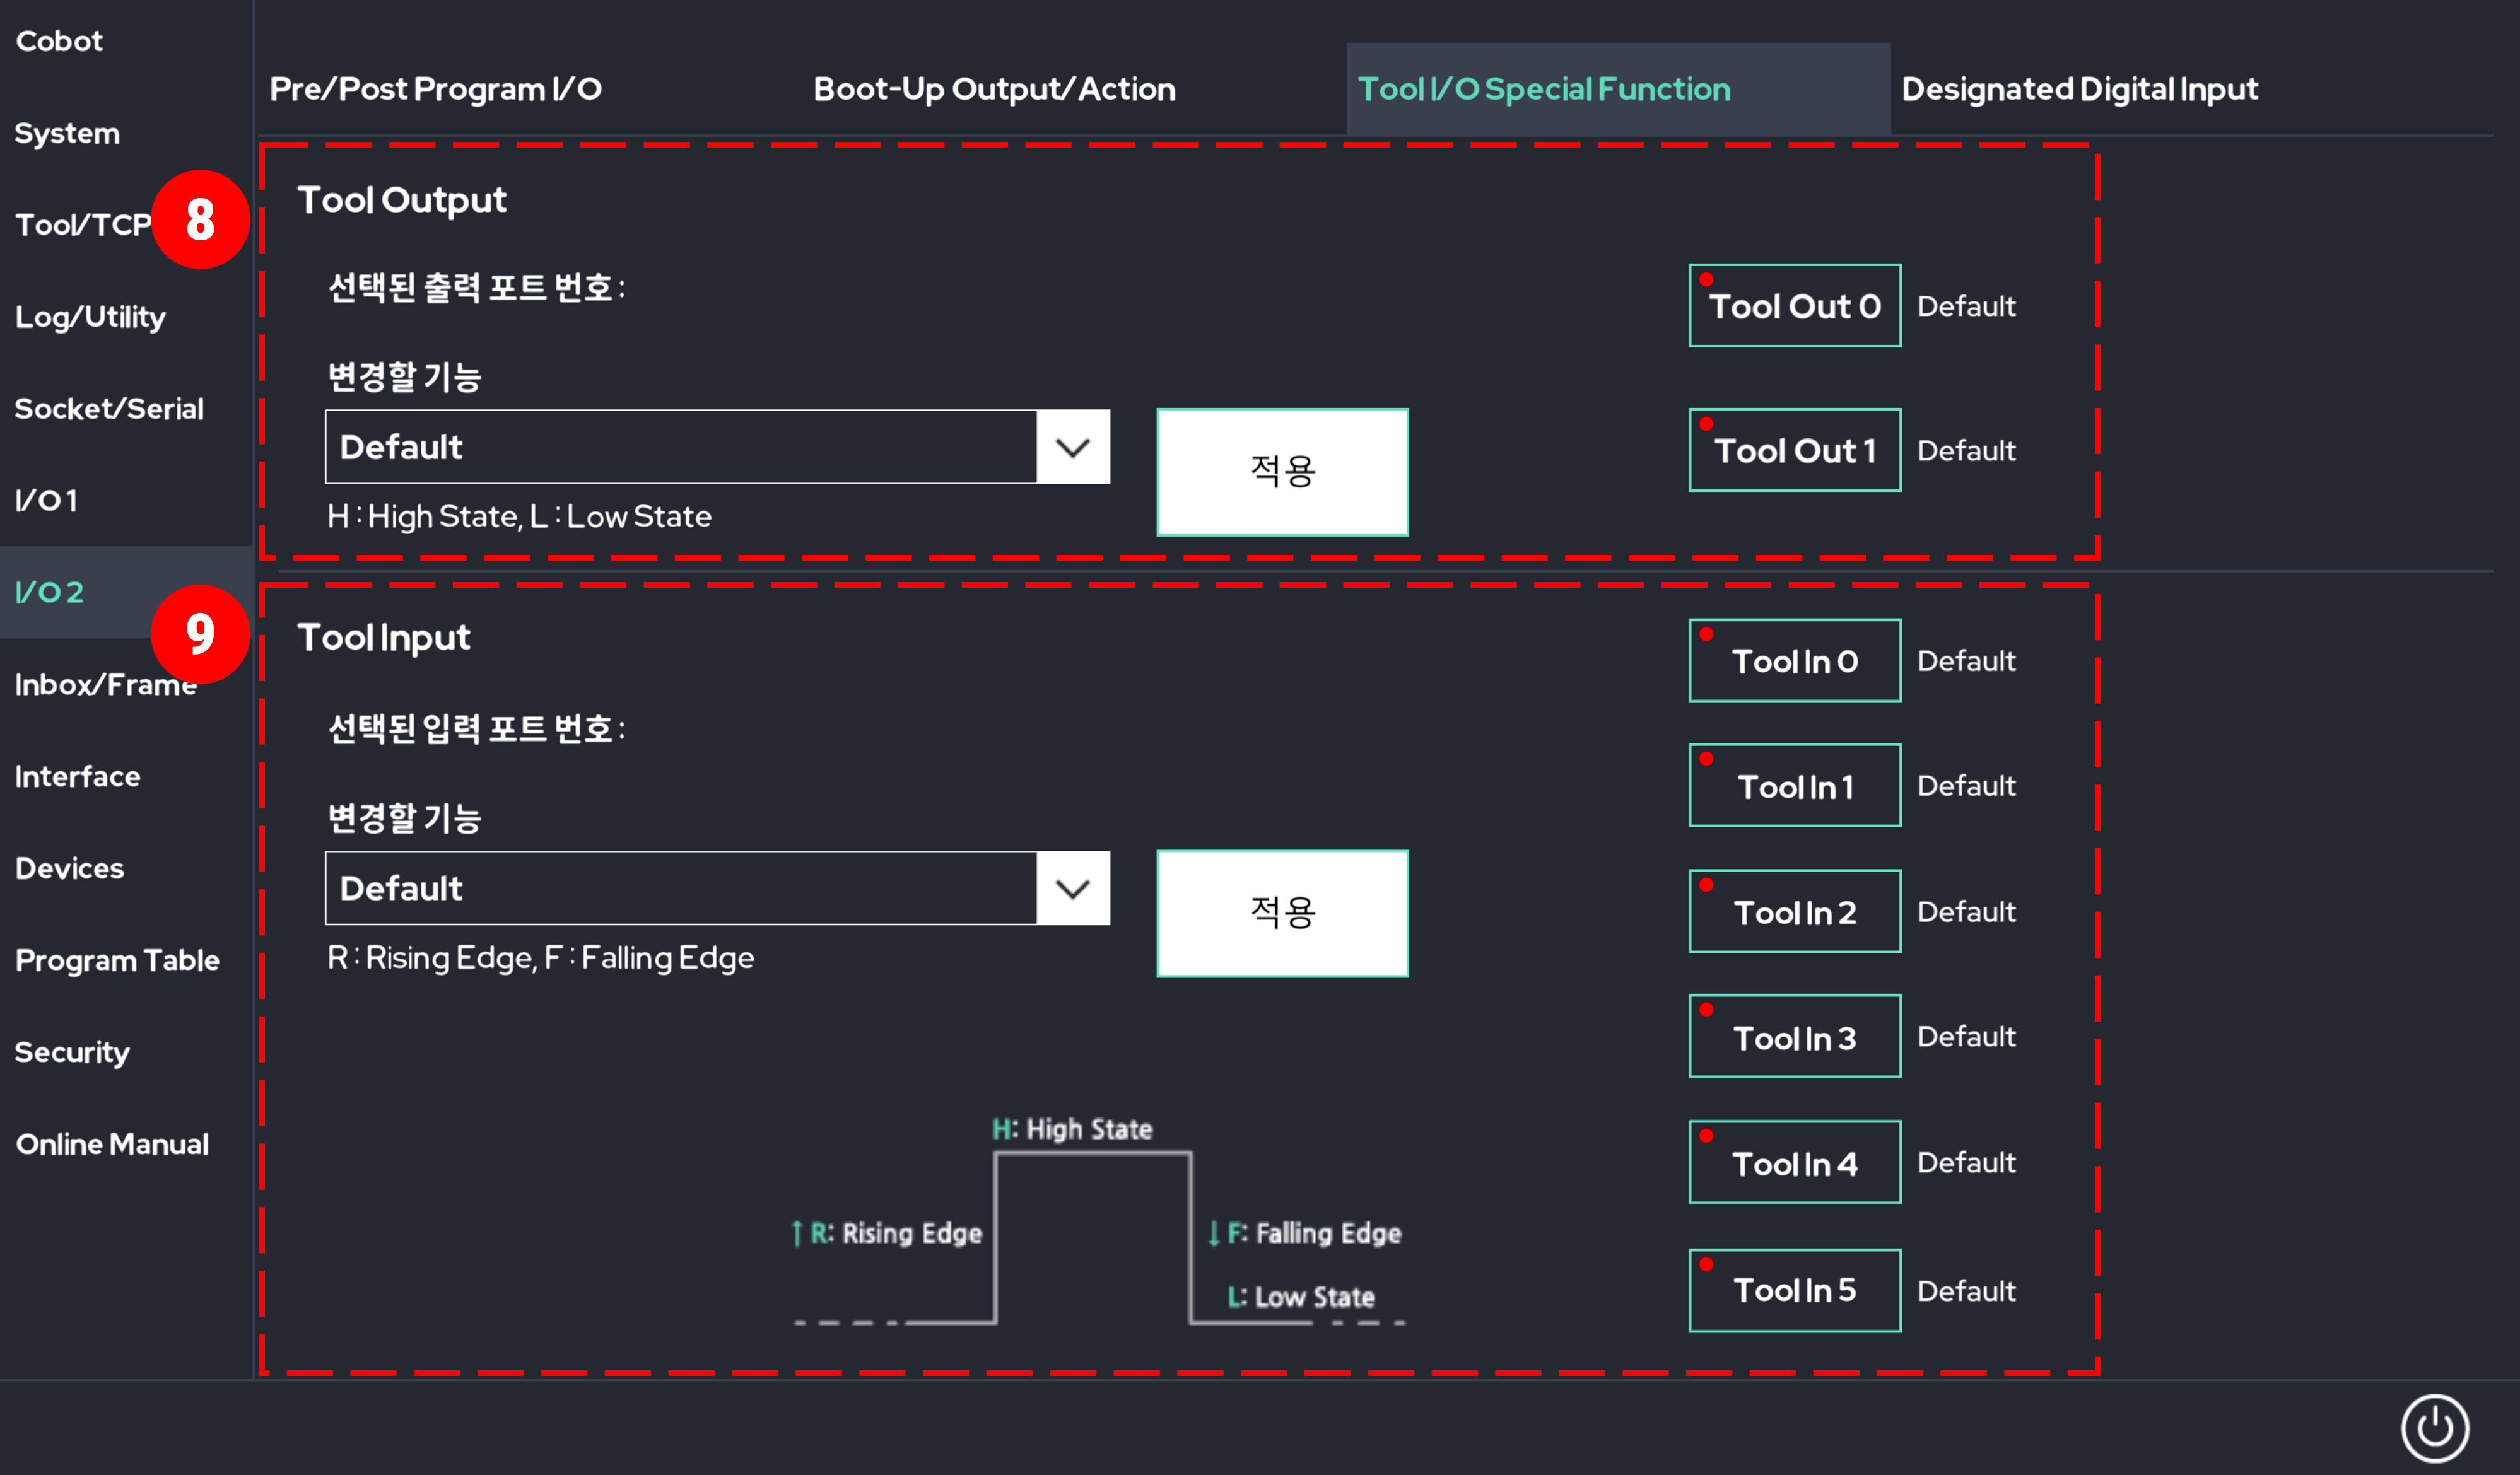 Cobot
System
Tool/TCP
Log/Utility
Socket/Serial
I/O 1
I/O 2
Inbox/Frame
Interface
Devices
Program Table
Security
Online Manual
Pre/Post Program I/O
Boot-Up Output/Action
Tool I/O Special Function
Designated Digital Input
8
Tool Output
선택된 출력 포트 번호 :
변경할 기능
Default
적용
H : High State, L : Low State
Tool Out 0 Default
Tool Out 1 Default
9
Tool Input
선택된 입력 포트 번호 :
변경할 기능
Default
적용
R : Rising Edge, F : Falling Edge
H: High State
↑ R: Rising Edge
↓ F: Falling Edge
L: Low State
Tool In 0 Default
Tool In 1 Default
Tool In 2 Default
Tool In 3 Default
Tool In 4 Default
Tool In 5 Default